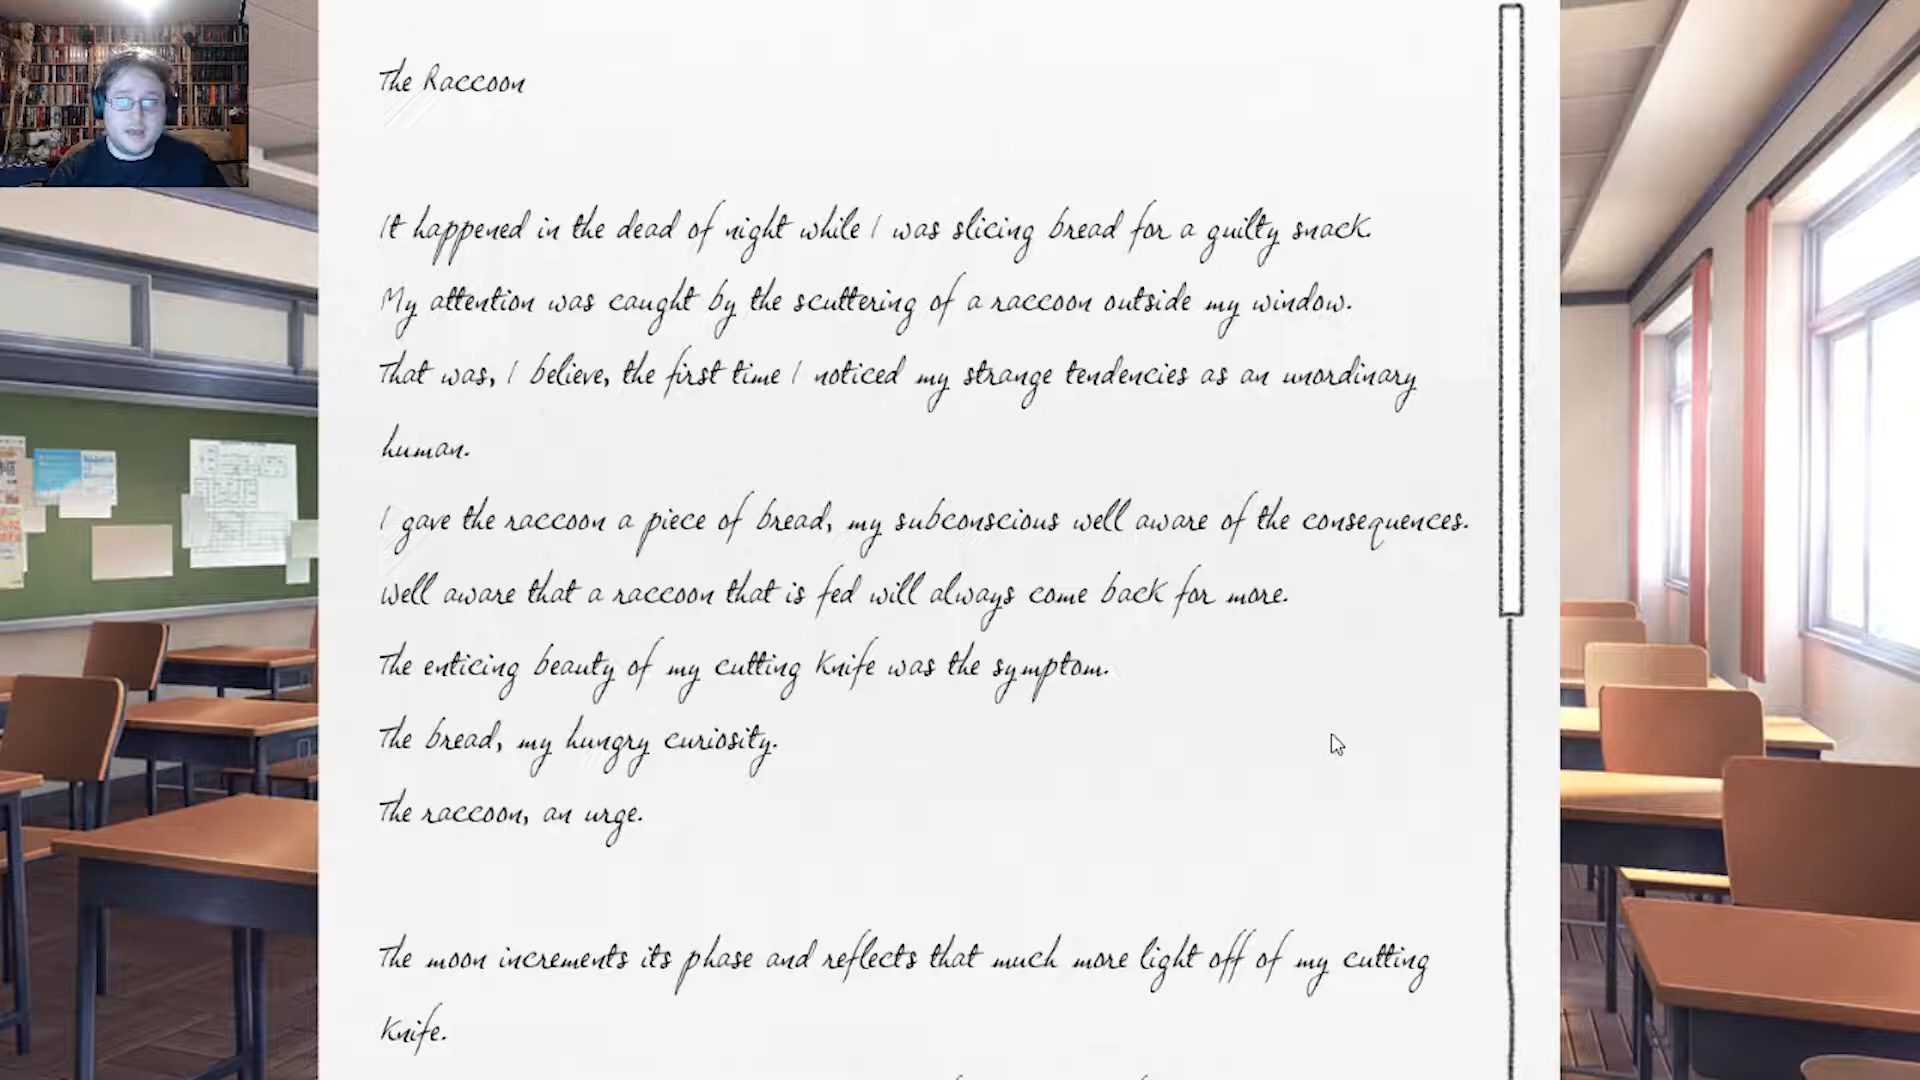 The Raccoon
It happened in the dead of night while I was slicing bread for a guilty snack.
My attention was caught by the scuttering of a raccoon outside my window.
That was, I believe, the first time I noticed my strange tendencies as an unordinary
human.
I gave the raccoon a piece of bread, my subconscious well aware of the consequences.
Well aware that a raccoon that is fed will always come back for more.
The enticing beauty of my cutting knife was the symptom.
The bread, my hungry curiosity.
The raccoon, an urge.
The moon increments its phase and reflects that much more light off of my cutting
knife.